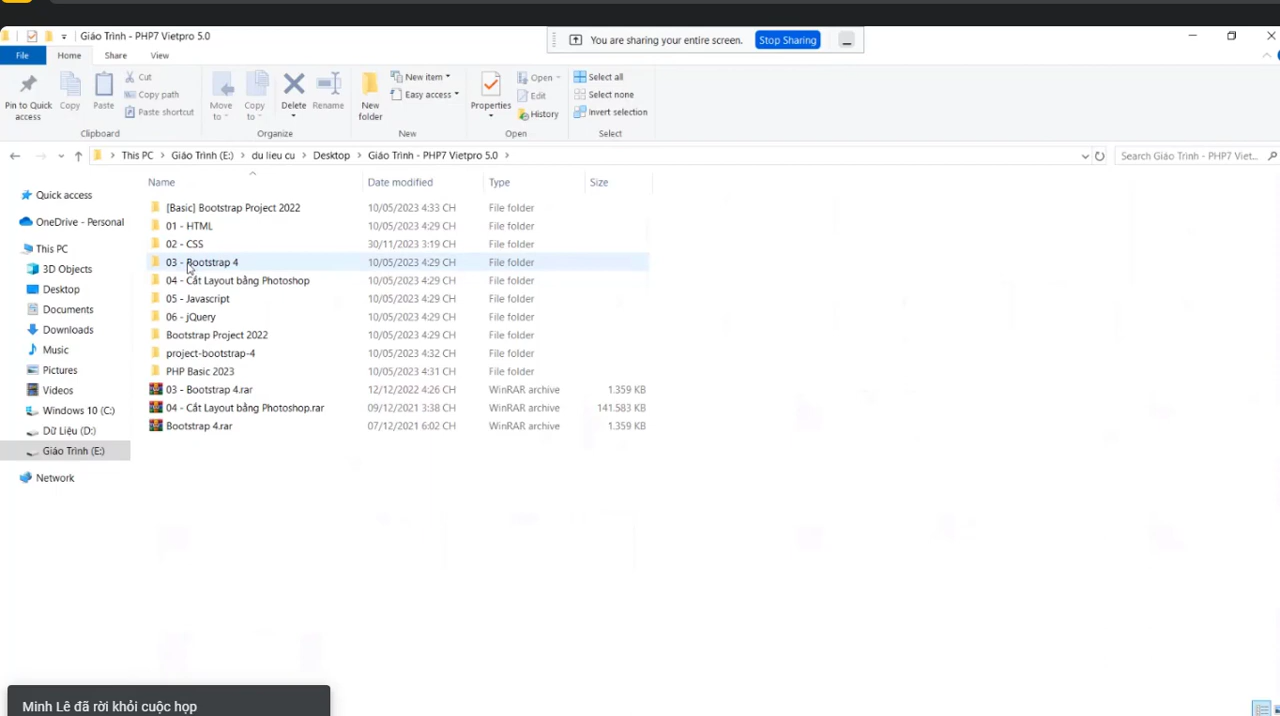 Giáo Trình - PHP7 Vietpro 5.0
You are sharing your entire screen. Stop Sharing
File Home Share View
Pin to Quick access
Copy
Paste
Cut
Copy path
Paste shortcut
Clipboard
Move to
Copy to
Delete
Rename
Organize
New folder
New item
Easy access
New
Properties
Open
Edit
History
Open
Select all
Select none
Invert selection
Select
This PC > Giáo Trình (E:) > du lieu cu > Desktop > Giáo Trình - PHP7 Vietpro 5.0 >
Search Giáo Trình - PHP7 Viet...
Quick access
OneDrive - Personal
This PC
3D Objects
Desktop
Documents
Downloads
Music
Pictures
Videos
Windows 10 (C:)
Dữ Liệu (D:)
Giáo Trình (E:)
Network
Name Date modified Type Size
[Basic] Bootstrap Project 2022 10/05/2023 4:33 CH File folder
01 - HTML 10/05/2023 4:29 CH File folder
02 - CSS 30/11/2023 3:19 CH File folder
03 - Bootstrap 4 10/05/2023 4:29 CH File folder
04 - Cắt Layout bằng Photoshop 10/05/2023 4:29 CH File folder
05 - Javascript 10/05/2023 4:29 CH File folder
06 - jQuery 10/05/2023 4:29 CH File folder
Bootstrap Project 2022 10/05/2023 4:29 CH File folder
project-bootstrap-4 10/05/2023 4:32 CH File folder
PHP Basic 2023 10/05/2023 4:31 CH File folder
03 - Bootstrap 4.rar 12/12/2022 4:26 CH WinRAR archive 1.359 KB
04 - Cắt Layout bằng Photoshop.rar 09/12/2021 3:38 CH WinRAR archive 141.583 KB
Bootstrap 4.rar 07/12/2021 6:02 CH WinRAR archive 1.359 KB
Minh Lê đã rời khỏi cuộc họp